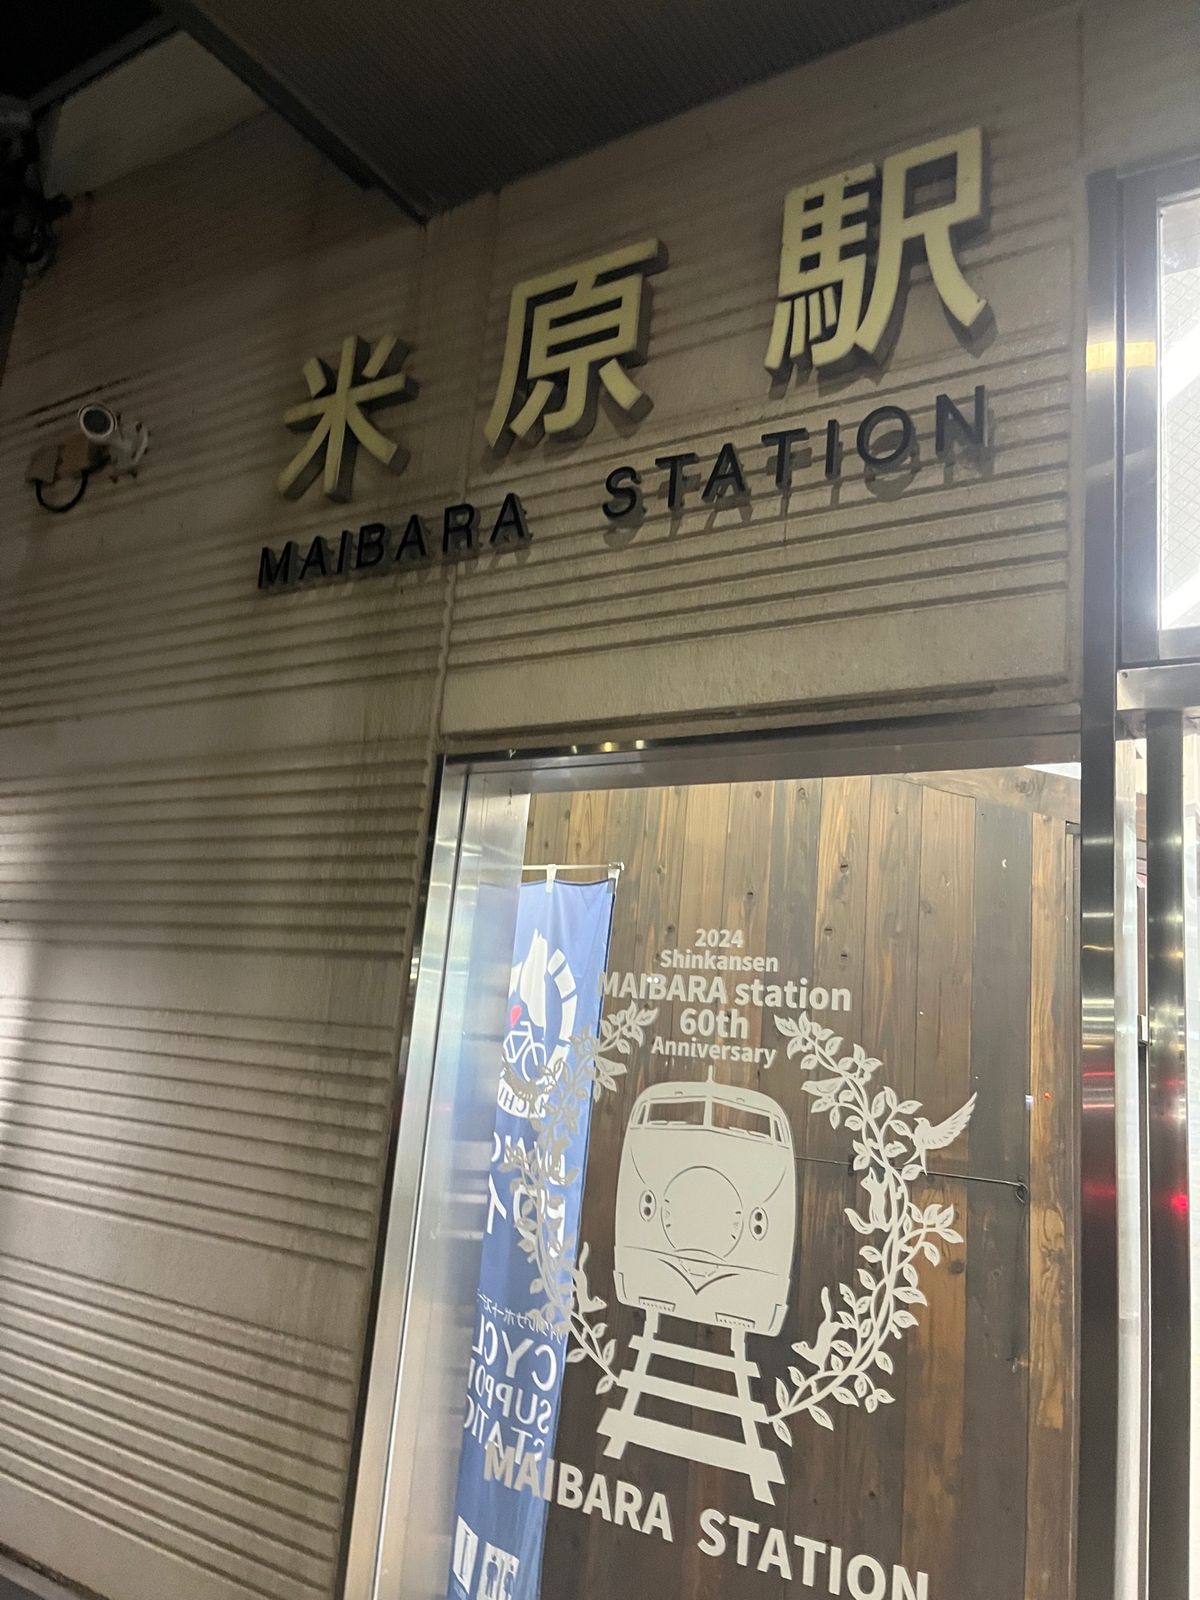 米原駅
MAIBARA STATION
2024
Shinkansen
MAIBARA station
60th
Anniversary
CYCL
SUPPO
STATIO
MAIBARA STATION